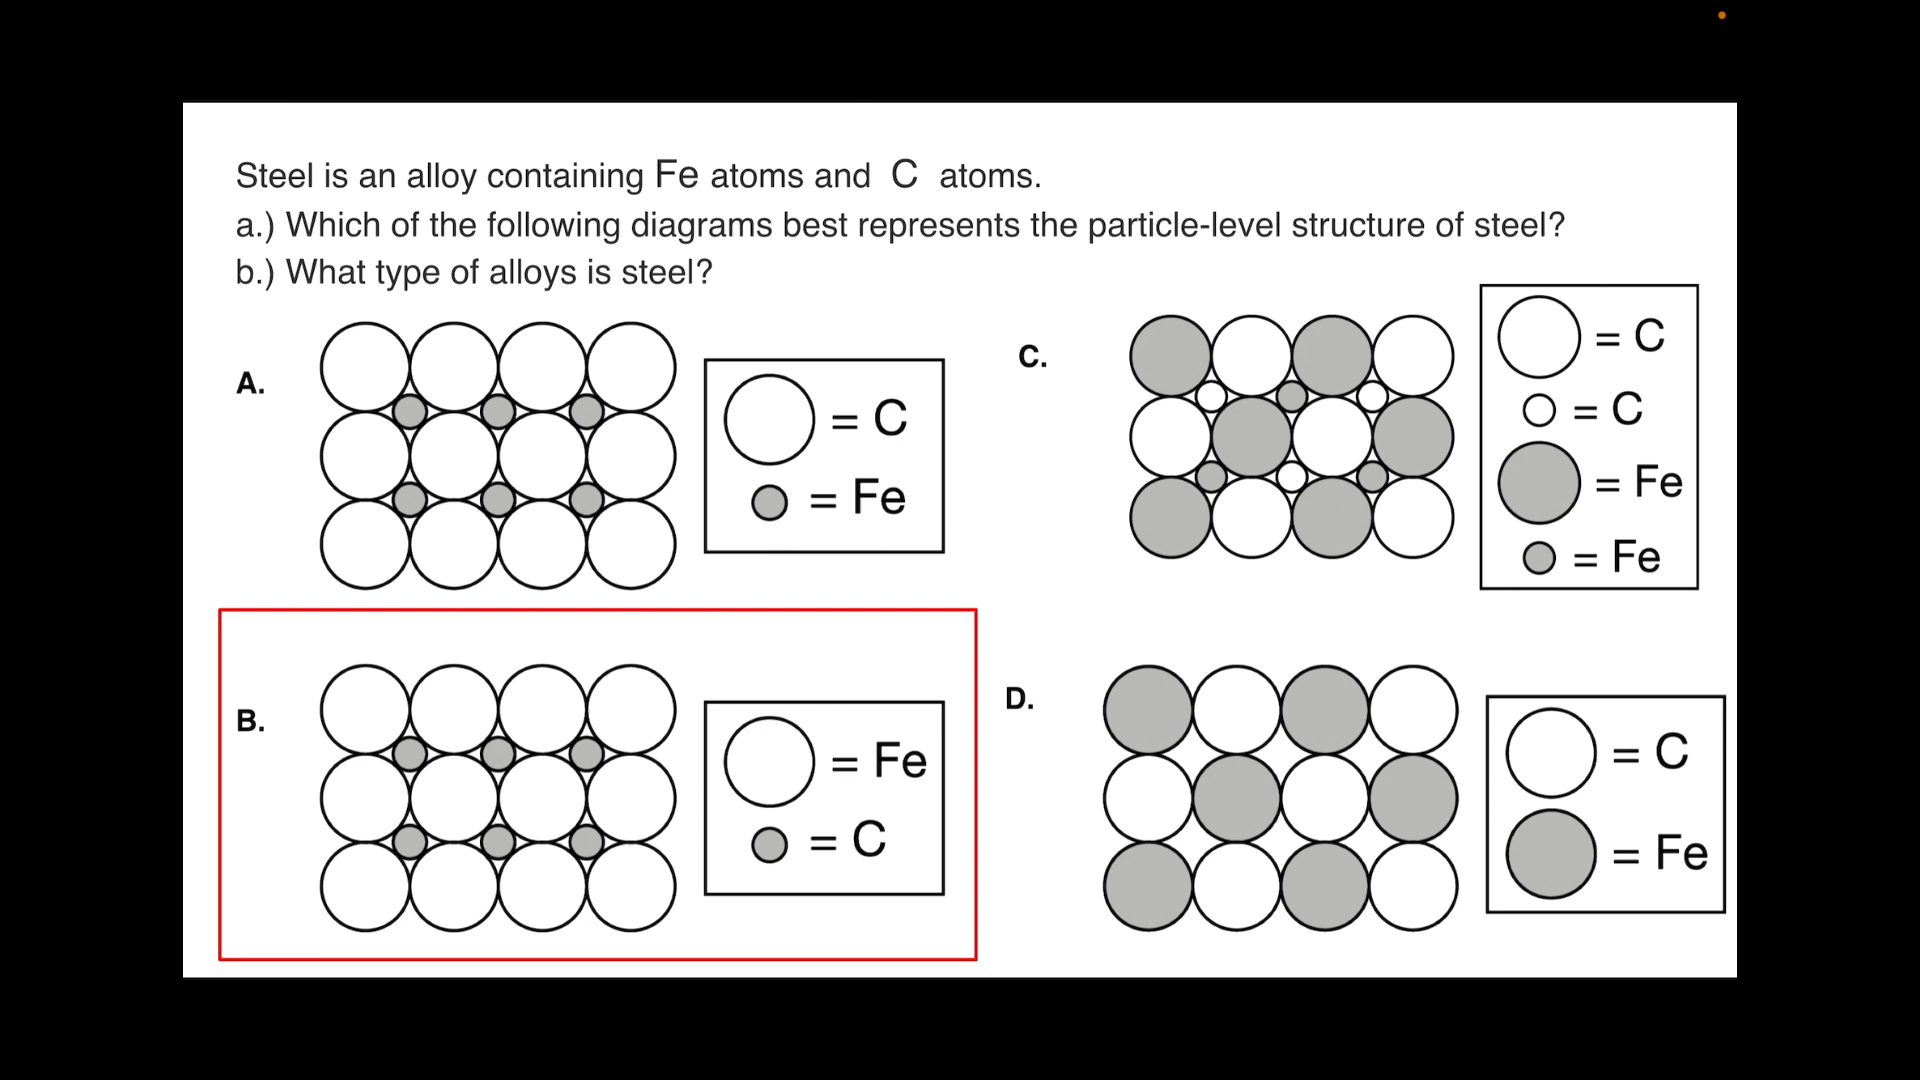 Steel is an alloy containing Fe atoms and C atoms.
a.) Which of the following diagrams best represents the particle-level structure of steel?
b.) What type of alloys is steel?
A.
= C
= Fe
B.
= Fe
= C
C.
= C
= C
= Fe
= Fe
D.
= C
= Fe